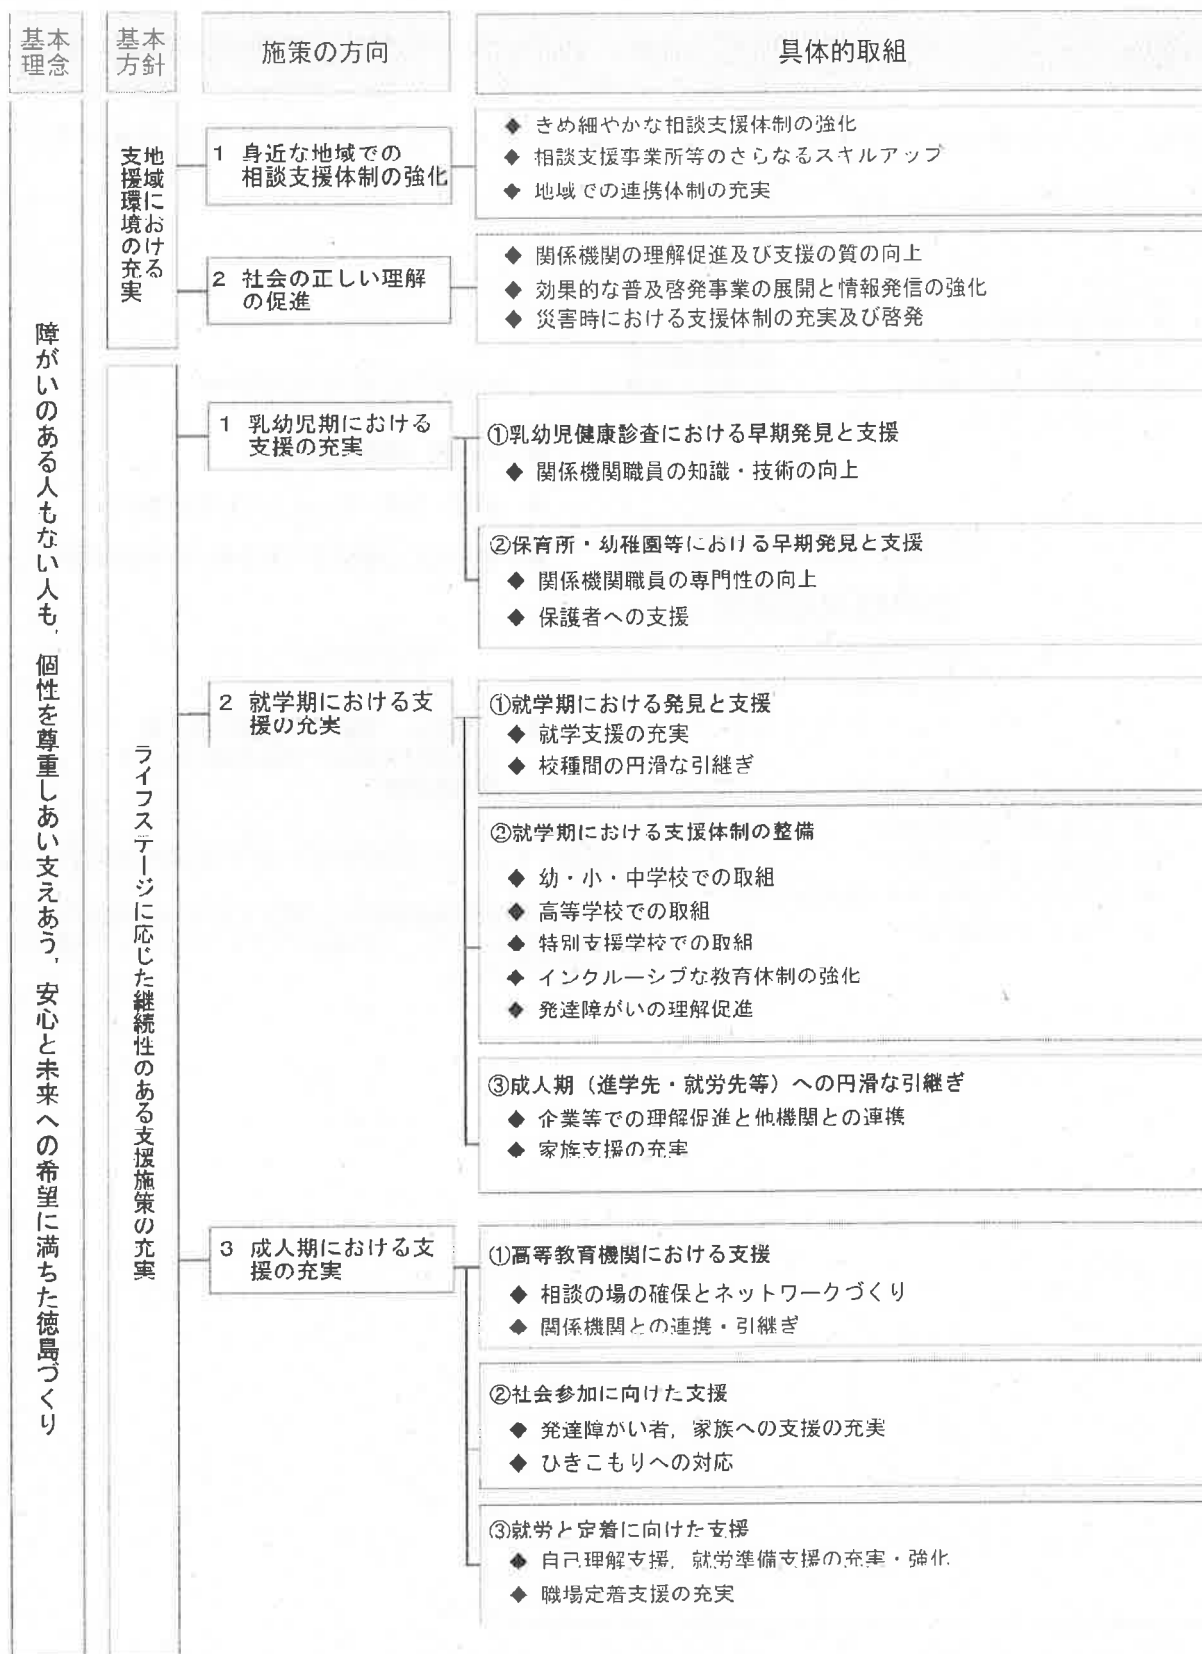 基本
理念
基本
方針
施策の方向
具体的取組
障がいのある人もない人も，個性を尊重しあい支えあう，安心と未来への希望に満ちた徳島づくり
地域における
支援環境の充実
1 身近な地域での
相談支援体制の強化
◆ きめ細やかな相談支援体制の強化
◆ 相談支援事業所等のさらなるスキルアップ
◆ 地域での連携体制の充実
2 社会の正しい理解
の促進
◆ 関係機関の理解促進及び支援の質の向上
◆ 効果的な普及啓発事業の展開と情報発信の強化
◆ 災害時における支援体制の充実及び啓発
ライフステージに応じた継続性のある支援施策の充実
1 乳幼児期における
支援の充実
①乳幼児健康診査における早期発見と支援
◆ 関係機関職員の知識・技術の向上
②保育所・幼稚園等における早期発見と支援
◆ 関係機関職員の専門性の向上
◆ 保護者への支援
2 就学期における支
援の充実
①就学期における発見と支援
◆ 就学支援の充実
◆ 校種間の円滑な引継ぎ
②就学期における支援体制の整備
◆ 幼・小・中学校での取組
◆ 高等学校での取組
◆ 特別支援学校での取組
◆ インクルーシブな教育体制の強化
◆ 発達障がいの理解促進
③成人期（進学先・就労先等）への円滑な引継ぎ
◆ 企業等での理解促進と他機関との連携
◆ 家族支援の充実
3 成人期における支
援の充実
①高等教育機関における支援
◆ 相談の場の確保とネットワークづくり
◆ 関係機関との連携・引継ぎ
②社会参加に向けた支援
◆ 発達障がい者，家族への支援の充実
◆ ひきこもりへの対応
③就労と定着に向けた支援
◆ 自己理解支援，就労準備支援の充実・強化
◆ 職場定着支援の充実